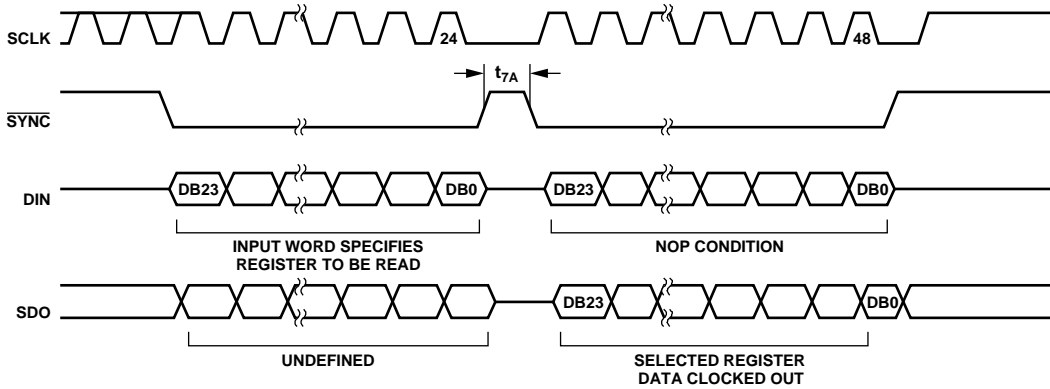 SCLK
24
48
t7A
SYNC
DIN
DB23
DB0
DB23
DB0
INPUT WORD SPECIFIES
REGISTER TO BE READ
NOP CONDITION
SDO
DB23
DB0
UNDEFINED
SELECTED REGISTER
DATA CLOCKED OUT